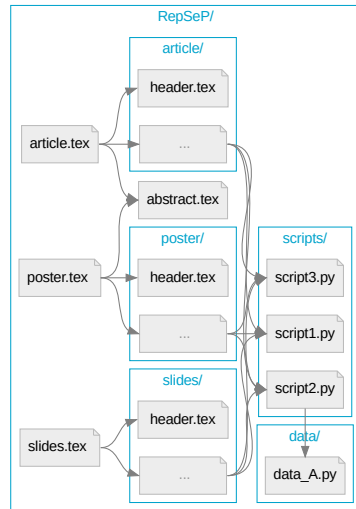 RepSeP/
article/
header.tex
article.tex
...
abstract.tex
poster/
scripts/
poster.tex
header.tex
script3.py
...
script1.py
slides/
script2.py
header.tex
slides.tex
data/
...
data_A.py